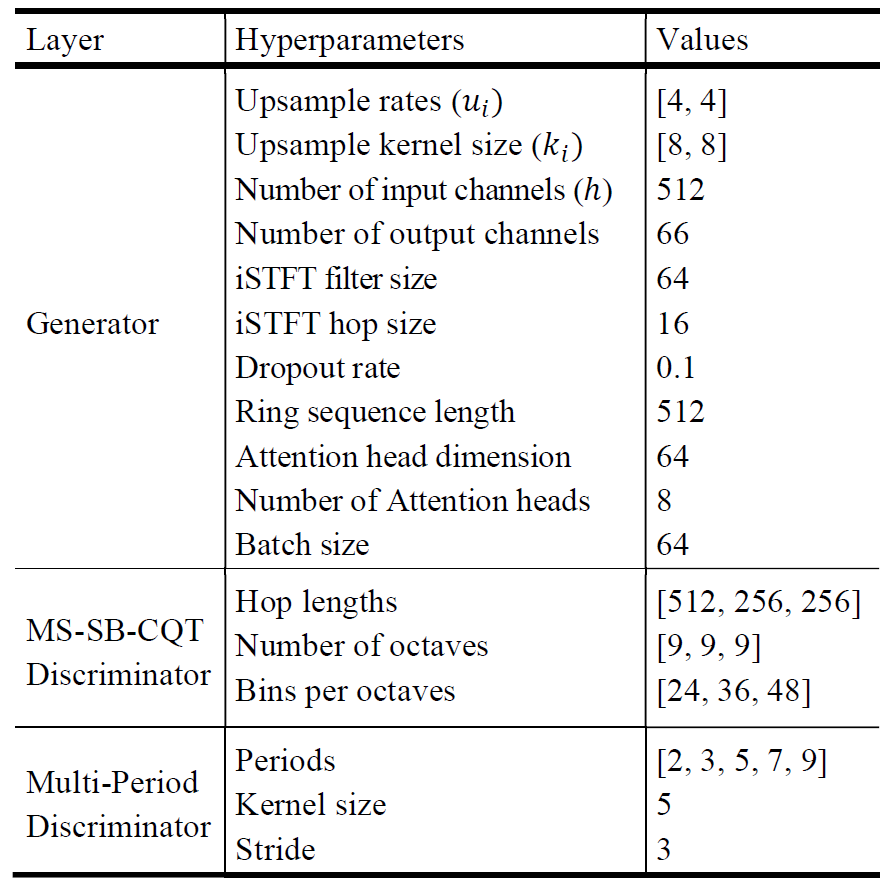 Layer Hyperparameters Values
Generator
Upsample rates (𝑢ᵢ) [4, 4]
Upsample kernel size (𝑘ᵢ) [8, 8]
Number of input channels (ℎ) 512
Number of output channels 66
iSTFT filter size 64
iSTFT hop size 16
Dropout rate 0.1
Ring sequence length 512
Attention head dimension 64
Number of Attention heads 8
Batch size 64
MS-SB-CQT
Discriminator
Hop lengths [512, 256, 256]
Number of octaves [9, 9, 9]
Bins per octaves [24, 36, 48]
Multi-Period
Discriminator
Periods [2, 3, 5, 7, 9]
Kernel size 5
Stride 3